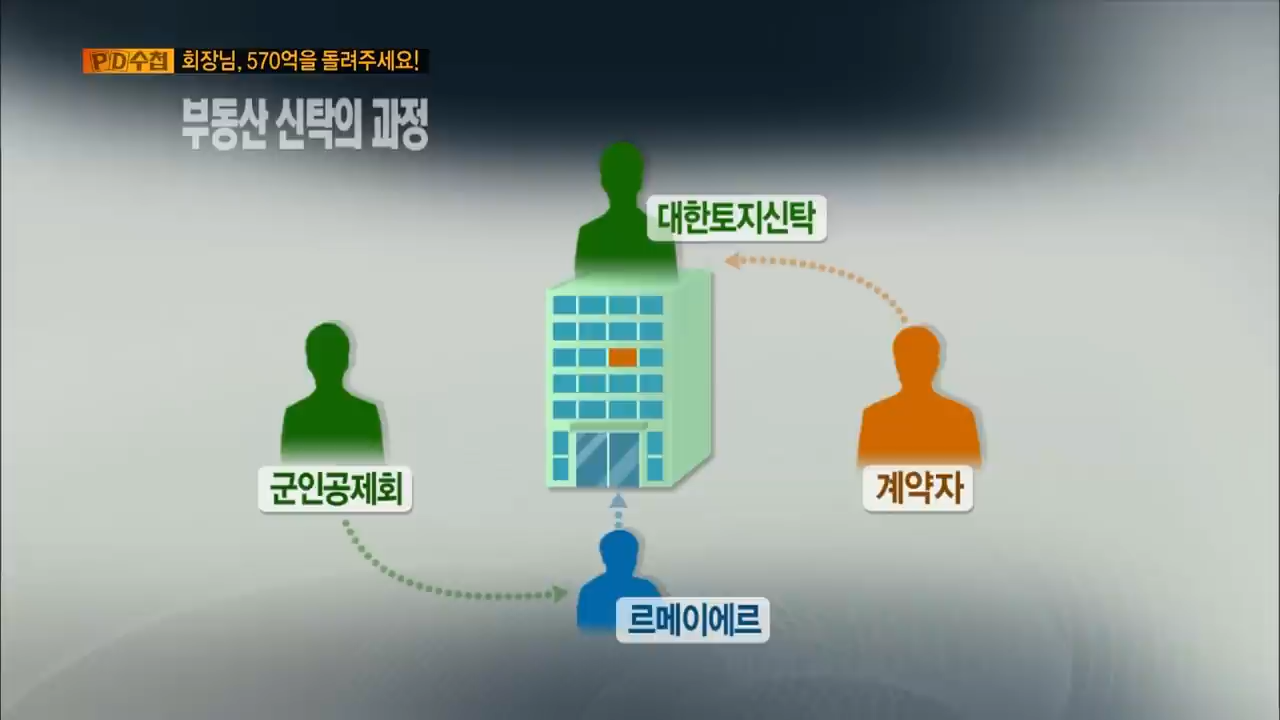 PD수첩 회장님, 570억을 돌려주세요!
부동산 신탁의 과정
대한토지신탁
군인공제회
계약자
르메이에르